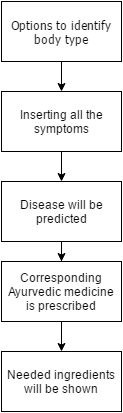 Options to identify
body type
Inserting all the
symptoms
Disease will be
predicted
Corresponding
Ayurvedic medicine
is prescribed
Needed ingredients
will be shown